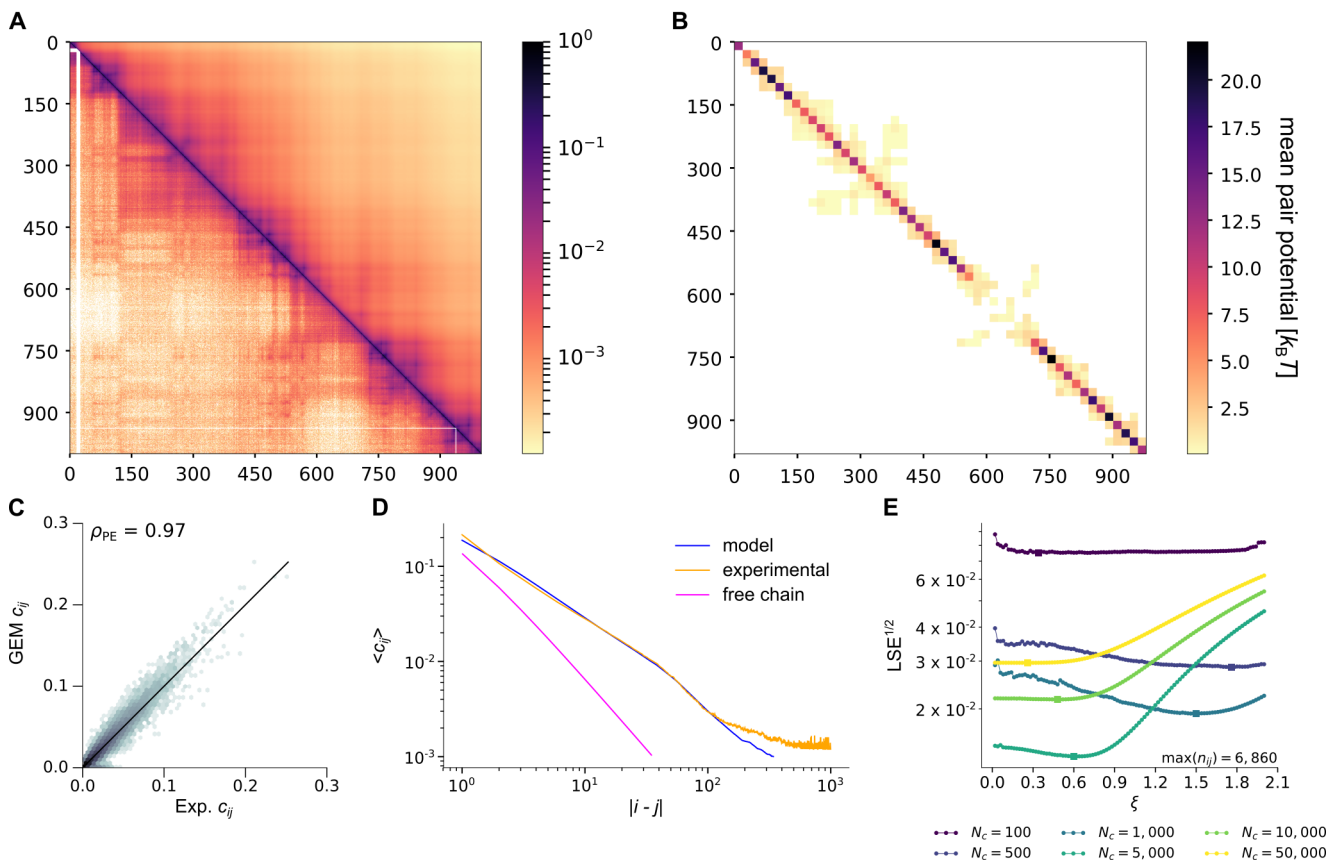 A
0
150
300
450
600
750
900
0 150 300 450 600 750 900
10^0
10^-1
10^-2
10^-3
B
0
150
300
450
600
750
900
0 150 300 450 600 750 900
20.0
17.5
15.0
12.5
10.0
7.5
5.0
2.5
mean pair potential [k_B T]
C
ρ_PE = 0.97
0.3
0.2
0.1
0.0
0.0 0.1 0.2 0.3
GEM c_ij
Exp. c_ij
D
model
experimental
free chain
10^-1
10^-2
10^-3
10^0 10^1 10^2 10^3
<c_ij>
|i - j|
E
6 x 10^-2
4 x 10^-2
3 x 10^-2
2 x 10^-2
LSE^1/2
max(n_ij) = 6,860
0.0 0.3 0.6 0.9 1.2 1.5 1.8 2.1
ξ
N_c = 100 N_c = 1,000 N_c = 10,000
N_c = 500 N_c = 5,000 N_c = 50,000